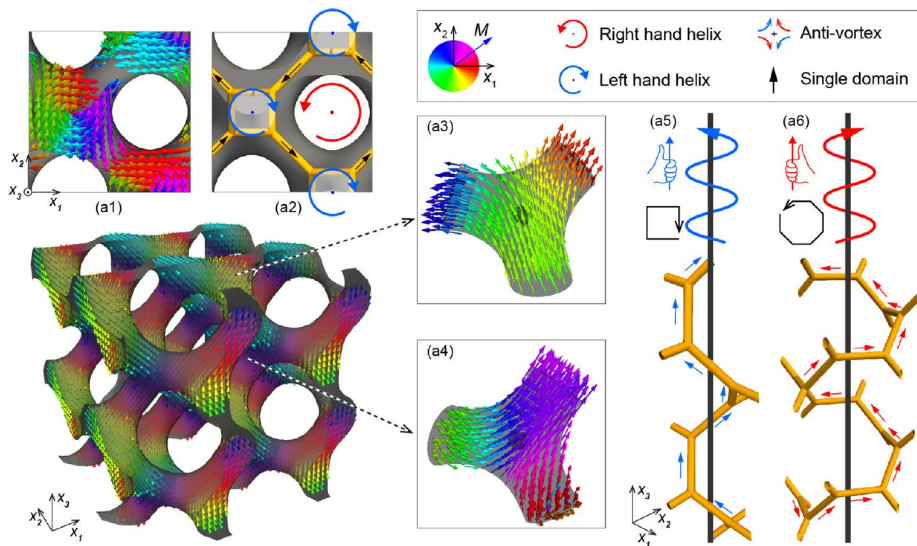 X2 M X1
Right hand helix
Left hand helix
Anti-vortex
Single domain
X2 X3 X1
(a1)
(a2)
(a3)
(a4)
(a5)
(a6)
X3 X2 X1
X3 X2 X1